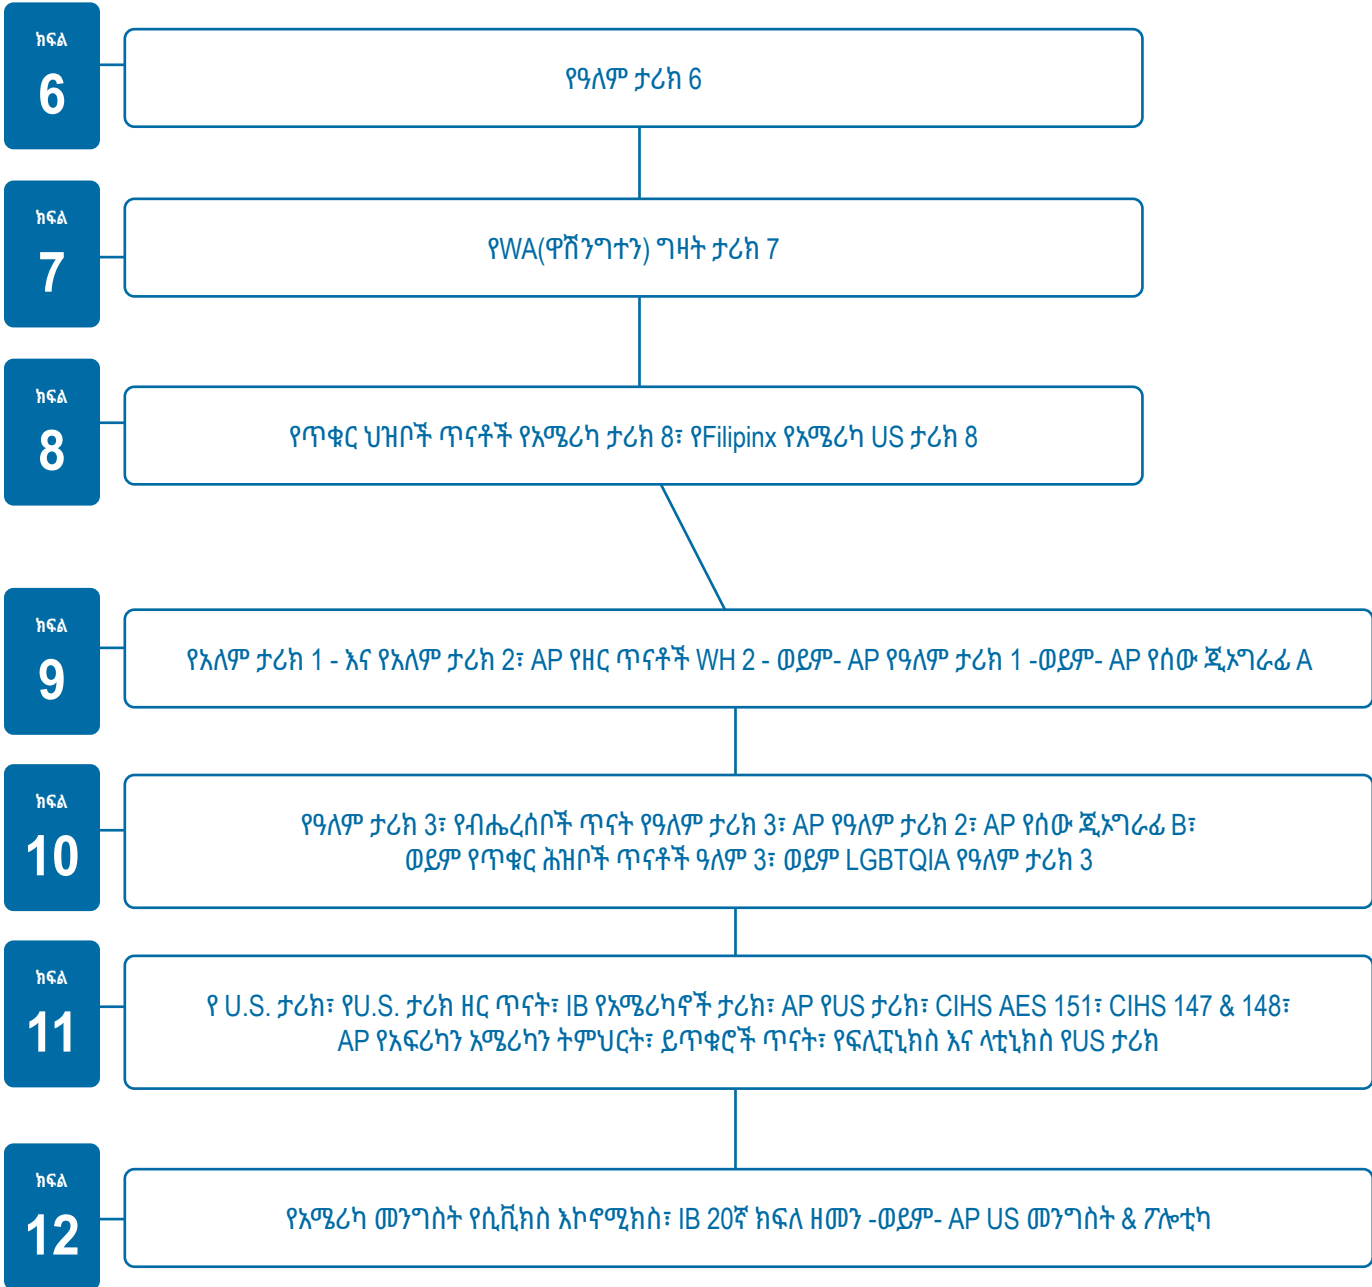 ክፍል
6
የዓለም ታሪክ 6
ክፍል
7
የWA(ዋሽንግተን) ግዛት ታሪክ 7
ክፍል
8
የጥቁር ህዝቦች ጥናቶች የአሜሪካ ታሪክ 8፣ የFilipinx የአሜሪካ US ታሪክ 8
ክፍል
9
የአለም ታሪክ 1 - እና የአለም ታሪክ 2፣ AP የዘር ጥናቶች WH 2 - ወይም- AP የዓለም ታሪክ 1 -ወይም- AP የሰው ጂኦግራፊ A
ክፍል
10
የዓለም ታሪክ 3፣ የብሔረሰቦች ጥናት የዓለም ታሪክ 3፣ AP የዓለም ታሪክ 2፣ AP የሰው ጂኦግራፊ B፣
ወይም የጥቁር ሕዝቦች ጥናቶች ዓለም 3፣ ወይም LGBTQIA የዓለም ታሪክ 3
ክፍል
11
የ U.S. ታሪክ፣ የU.S. ታሪክ ዘር ጥናት፣ IB የአሜሪካኖች ታሪክ፣ AP የUS ታሪክ፣ CIHS AES 151፣ CIHS 147 & 148፣
AP የአፍሪካን አሜሪካን ትምህርት፣ ይጥቁሮች ጥናት፣ የፍሊፒኒክስ እና ላቲኒክስ የUS ታሪክ
ክፍል
12
የአሜሪካ መንግስት የሲቪክስ እኮኖሚክስ፣ IB 20ኛ ክፍለ ዘመን -ወይም- AP US መንግስት & ፖሎቲካ